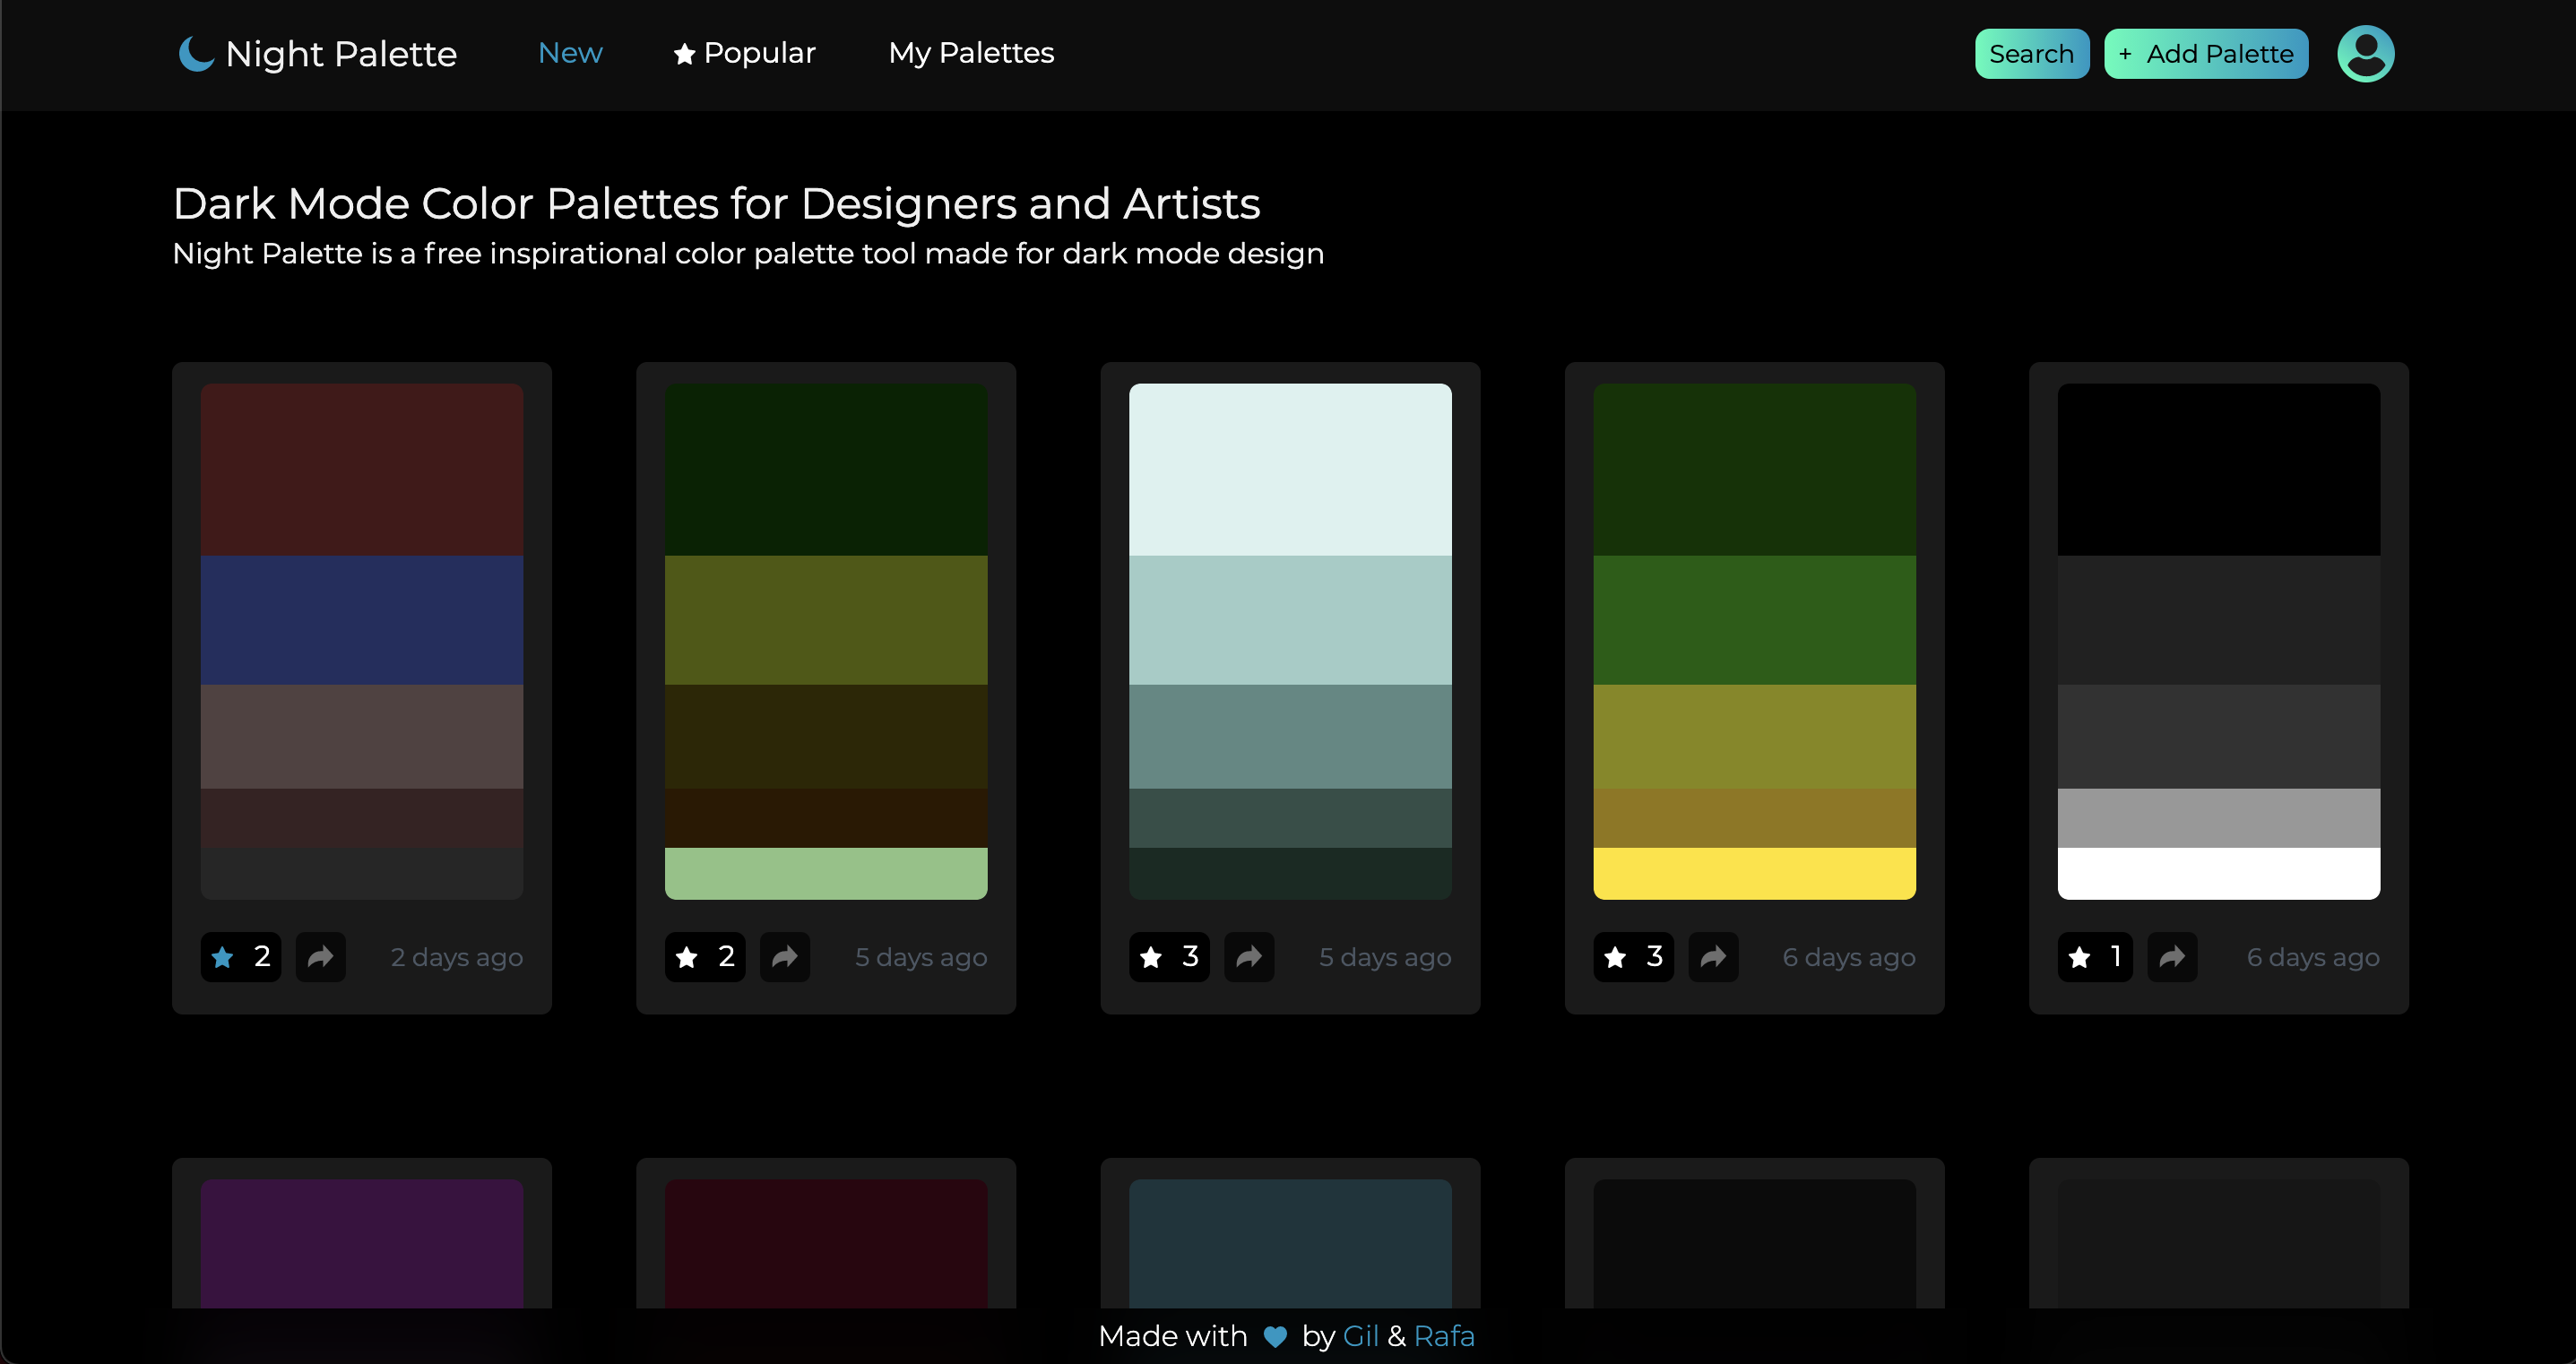 Night Palette New Popular My Palettes Search + Add Palette
Dark Mode Color Palettes for Designers and Artists
Night Palette is a free inspirational color palette tool made for dark mode design
2 2 days ago 2 5 days ago 3 5 days ago 3 6 days ago 1 6 days ago
Made with by Gil & Rafa